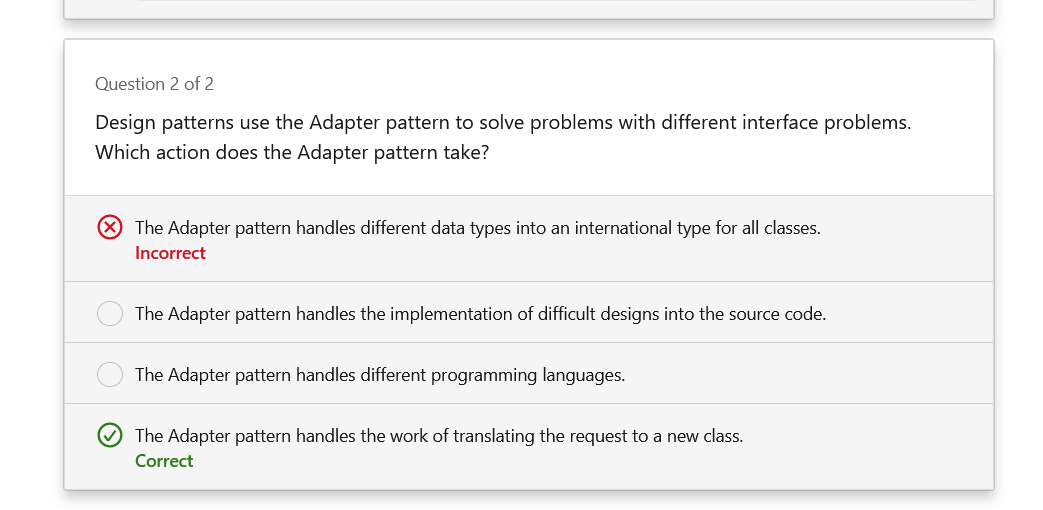 Question 2 of 2
Design patterns use the Adapter pattern to solve problems with different interface problems.
Which action does the Adapter pattern take?
The Adapter pattern handles different data types into an international type for all classes.
Incorrect
The Adapter pattern handles the implementation of difficult designs into the source code.
The Adapter pattern handles different programming languages.
The Adapter pattern handles the work of translating the request to a new class.
Correct